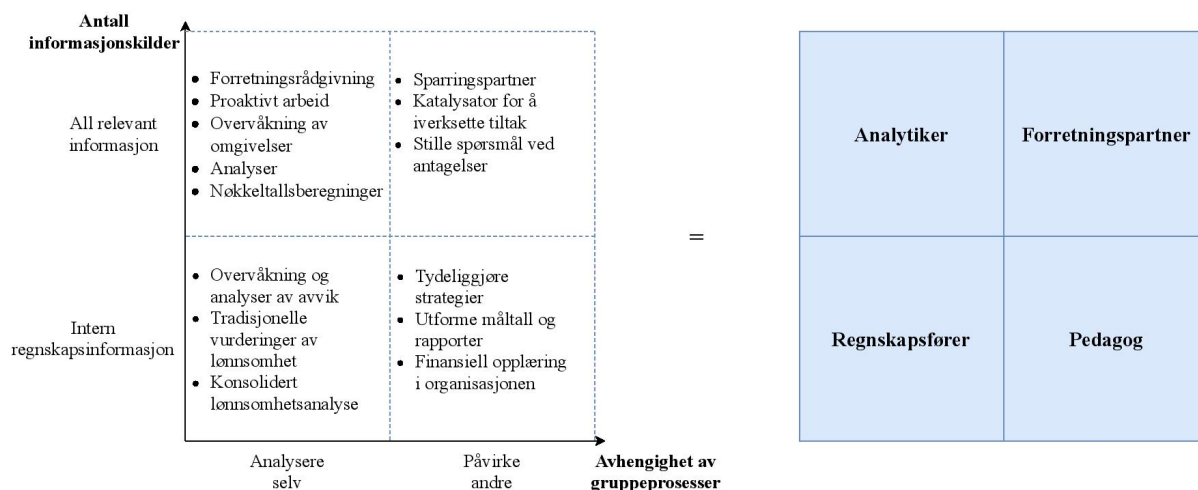 Antall
informasjonskilder
All relevant
informasjon
Intern
regnskapsinformasjon
• Forretningsrådgivning
• Proaktivt arbeid
• Overvåkning av
omgivelser
• Analyser
• Nøkkeltallsberegninger
• Sparringspartner
• Katalysator for å
iverksette tiltak
• Stille spørsmål ved
antagelser
• Overvåkning og
analyser av avvik
• Tradisjonelle
vurderinger av
lønnsomhet
• Konsolidert
lønnsomhetsanalyse
• Tydeliggjøre
strategier
• Utforme måltall og
rapporter
• Finansiell opplæring
i organisasjonen
Analysere
selv
Påvirke
andre
Avhengighet av
gruppeprosesser
=
Analytiker
Forretningspartner
Regnskapsfører
Pedagog